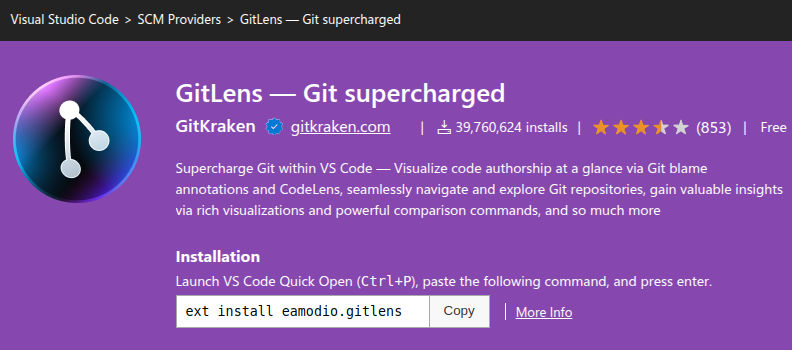 Visual Studio Code > SCM Providers > GitLens — Git supercharged
GitLens — Git supercharged
GitKraken gitkraken.com | 39,760,624 installs | (853) | Free
Supercharge Git within VS Code — Visualize code authorship at a glance via Git blame
annotations and CodeLens, seamlessly navigate and explore Git repositories, gain valuable insights
via rich visualizations and powerful comparison commands, and so much more
Installation
Launch VS Code Quick Open (Ctrl+P), paste the following command, and press enter.
ext install eamodio.gitlens Copy | More Info